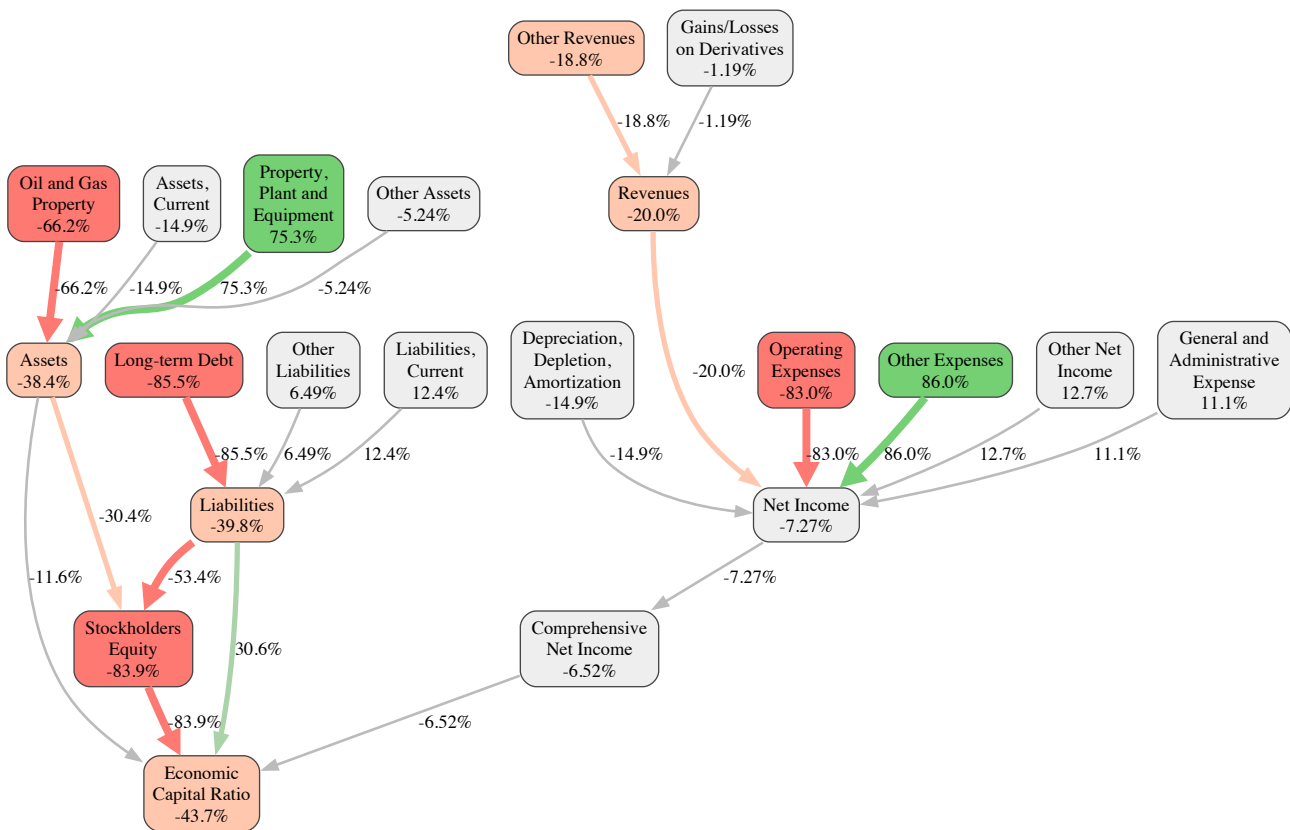 Other Revenues
-18.8%
Gains/Losses
on Derivatives
-1.19%
-18.8%
-1.19%
Oil and Gas
Property
-66.2%
Assets,
Current
-14.9%
Property,
Plant and
Equipment
75.3%
Other Assets
-5.24%
Revenues
-20.0%
-66.2%
-14.9%
75.3%
-5.24%
Assets
-38.4%
Long-term Debt
-85.5%
Other
Liabilities
6.49%
Liabilities,
Current
12.4%
Depreciation,
Depletion,
Amortization
-14.9%
-20.0%
Operating
Expenses
-83.0%
Other Expenses
86.0%
Other Net
Income
12.7%
General and
Administrative
Expense
11.1%
-85.5%
6.49%
12.4%
-14.9%
-83.0%
86.0%
12.7%
11.1%
Liabilities
-39.8%
Net Income
-7.27%
-30.4%
-11.6%
-53.4%
-7.27%
Stockholders
Equity
-83.9%
30.6%
Comprehensive
Net Income
-6.52%
-83.9%
-6.52%
Economic
Capital Ratio
-43.7%